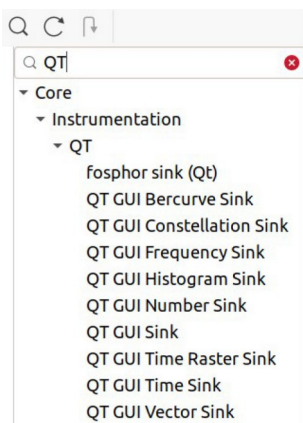 QT
Core
Instrumentation
QT
fosphor sink (Qt)
QT GUI Bercurve Sink
QT GUI Constellation Sink
QT GUI Frequency Sink
QT GUI Histogram Sink
QT GUI Number Sink
QT GUI Sink
QT GUI Time Raster Sink
QT GUI Time Sink
QT GUI Vector Sink